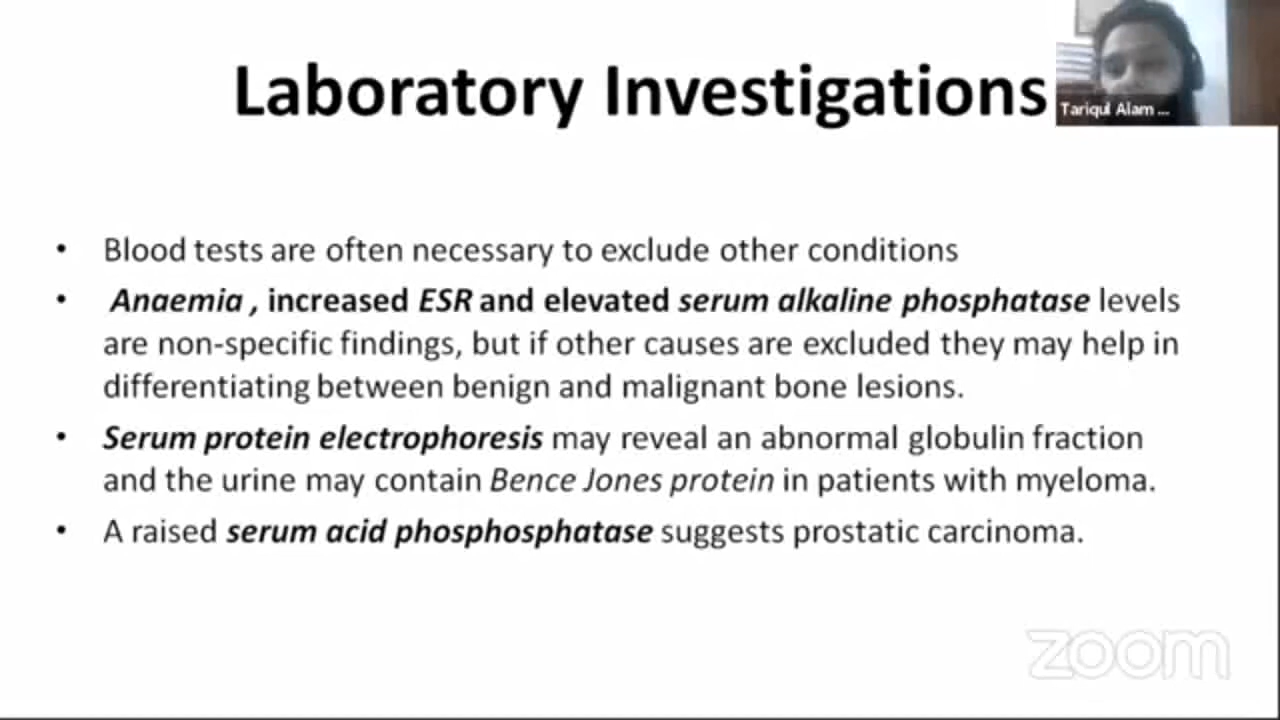 Laboratory Investigations
Tariqul Alam ...
• Blood tests are often necessary to exclude other conditions
• Anaemia , increased ESR and elevated serum alkaline phosphatase levels
are non-specific findings, but if other causes are excluded they may help in
differentiating between benign and malignant bone lesions.
• Serum protein electrophoresis may reveal an abnormal globulin fraction
and the urine may contain Bence Jones protein in patients with myeloma.
• A raised serum acid phosphosphatase suggests prostatic carcinoma.
zoom